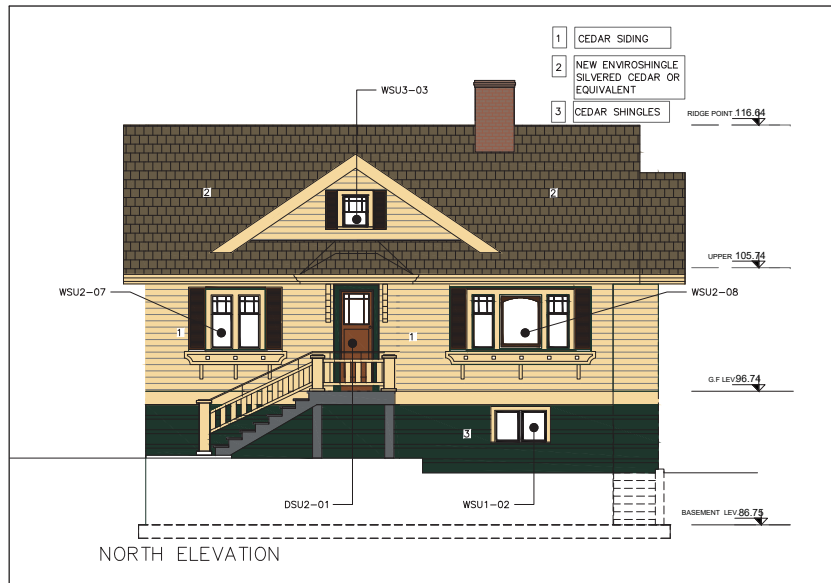 1 CEDAR SIDING
2 NEW ENVIROSHINGLE
SILVERED CEDAR OR
EQUIVALENT
3 CEDAR SHINGLES
WSU3-03
RIDGE POINT 116.64
2
2
UPPER 105.74
WSU2-07
WSU2-08
1
1
G.F LEV. 96.74
3
DSU2-01
WSU1-02
BASEMENT LEV. 86.75
NORTH ELEVATION